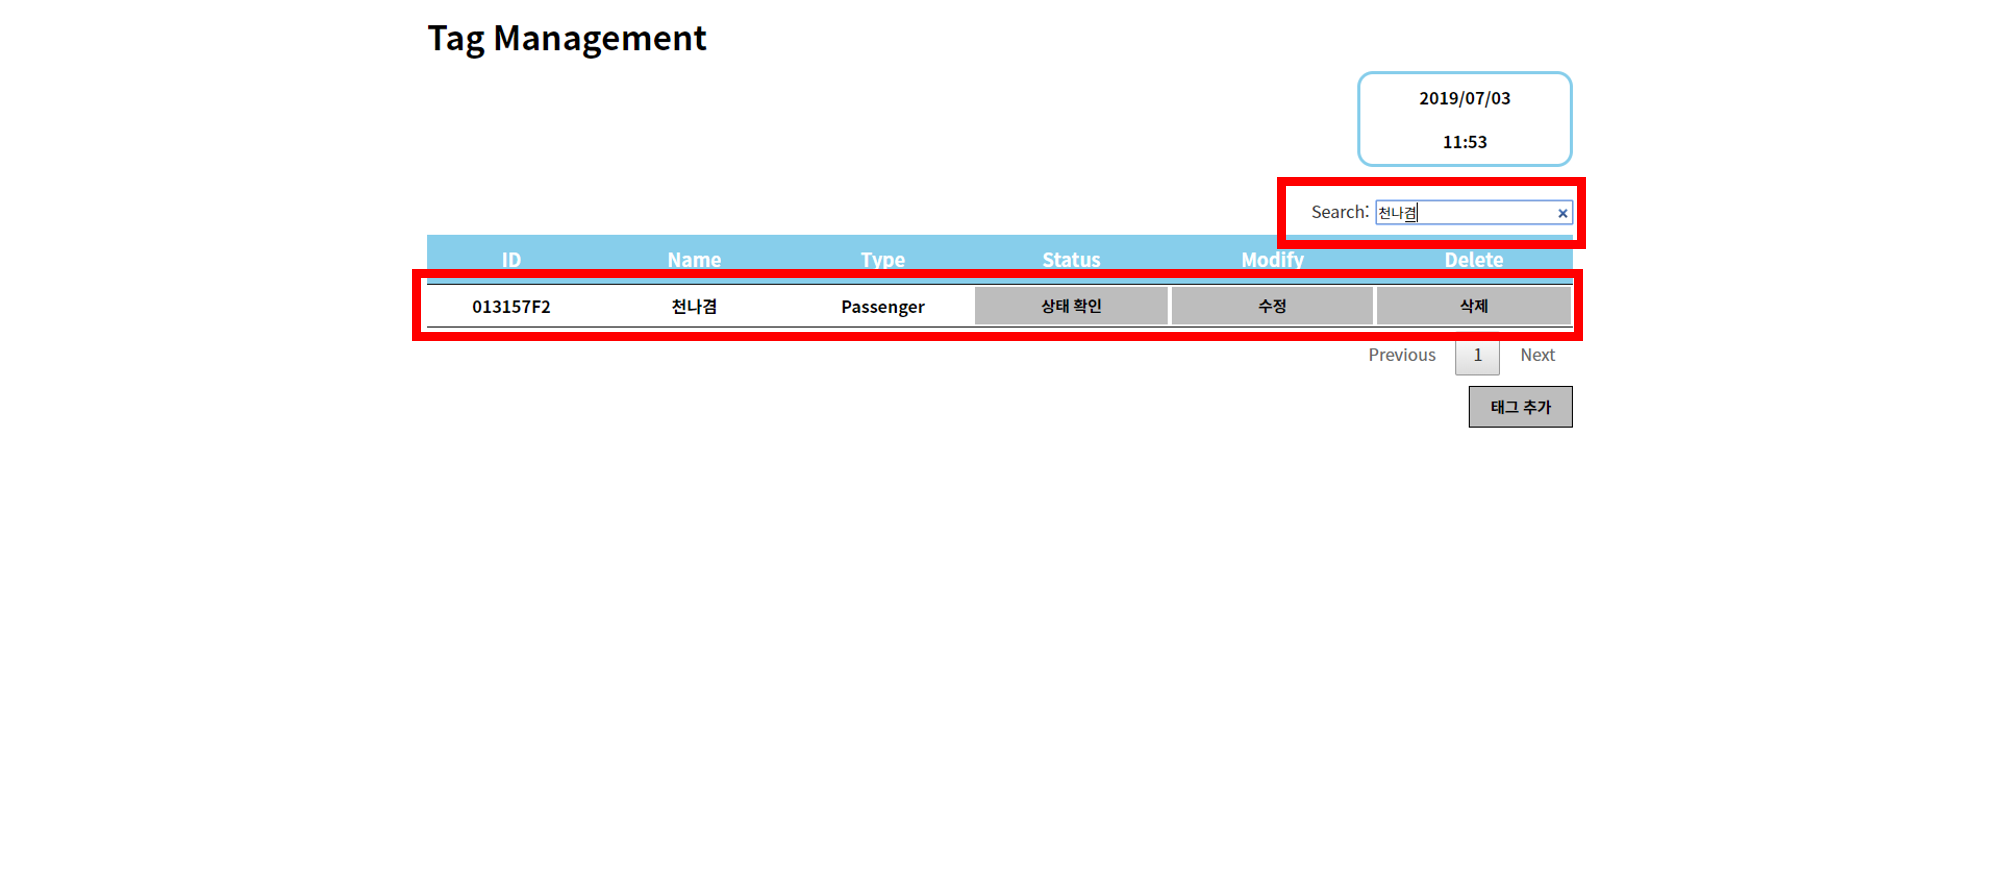 Tag Management
2019/07/03
11:53
Search: 천나겸
ID Name Type Status Modify Delete
013157F2 천나겸 Passenger 상태 확인 수정 삭제
Previous 1 Next
태그 추가